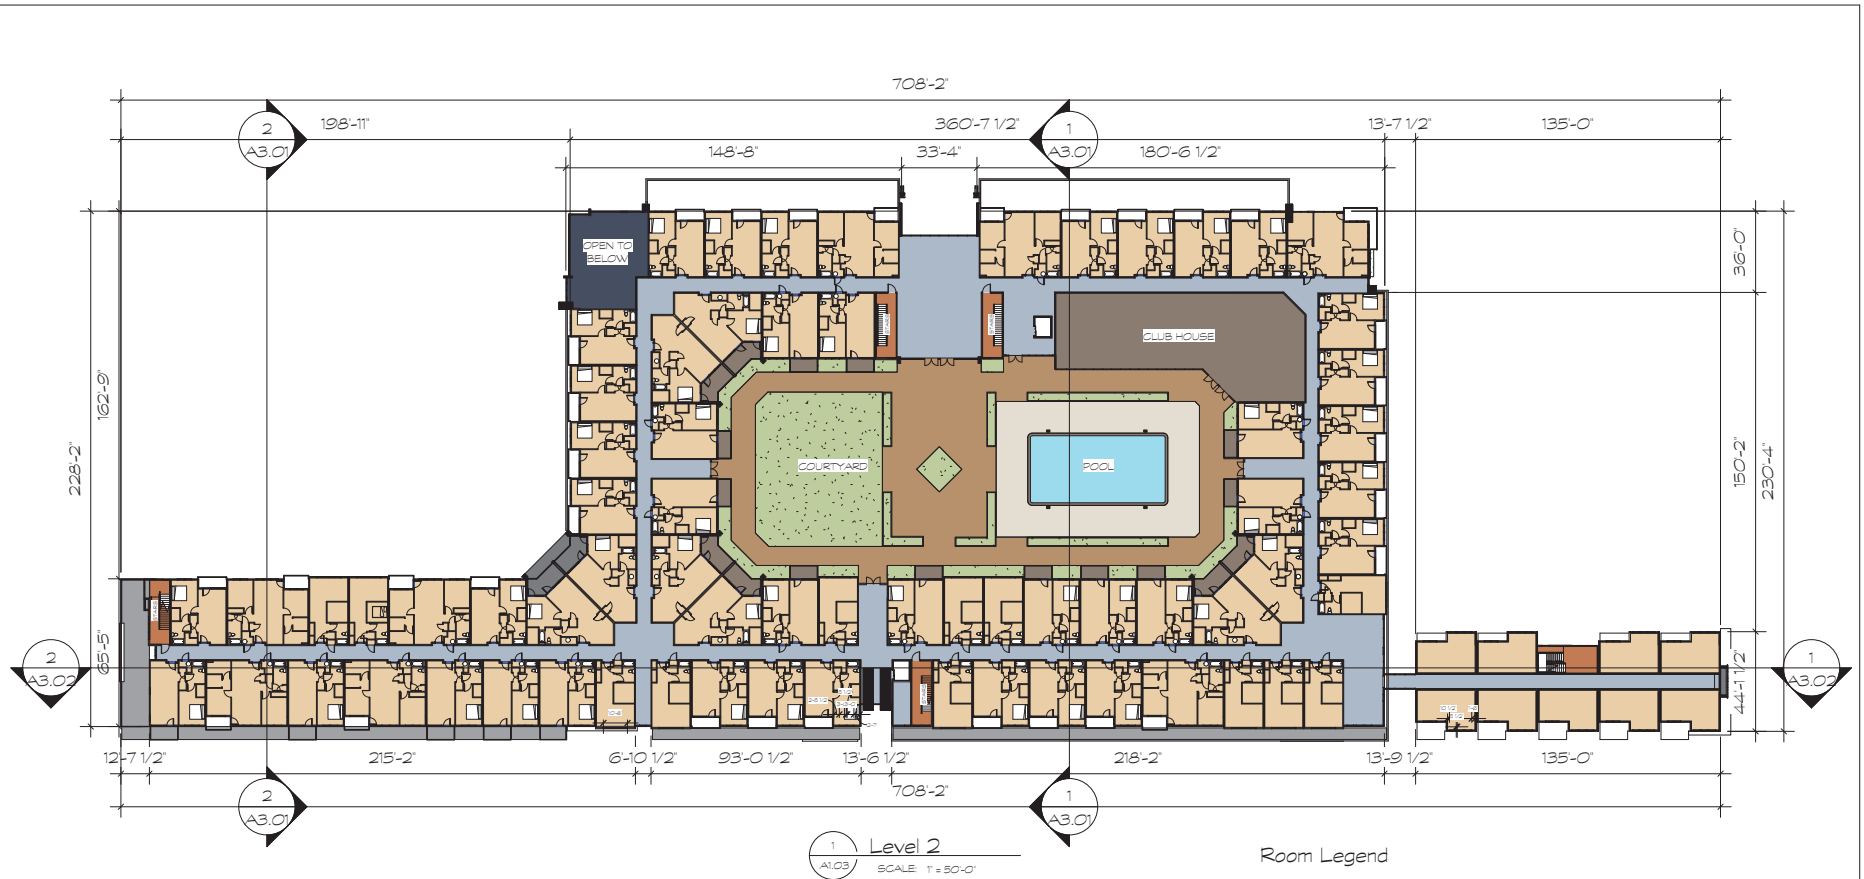 708'-2"
2
A3.01
198'-11"
360'-7 1/2"
1
A3.01
13'-7 1/2"
135'-0"
148'-8"
33'-4"
180'-6 1/2"
OPEN TO
BELOW
36'-0"
STAIRS
STAIRS
CLUB HOUSE
162'-9"
228'-2"
COURTYARD
POOL
150'-2"
230'-4"
STAIRS
65'-5"
2
A3.02
1
A3.02
44'-1 1/2"
STAIRS
12'-7 1/2"
215'-2"
6'-10 1/2"
93'-0 1/2"
13'-6 1/2"
218'-2"
13'-9 1/2"
135'-0"
708'-2"
2
A3.01
1
A3.01
1
A1.03
Level 2
SCALE: 1" = 50'-0"
Room Legend